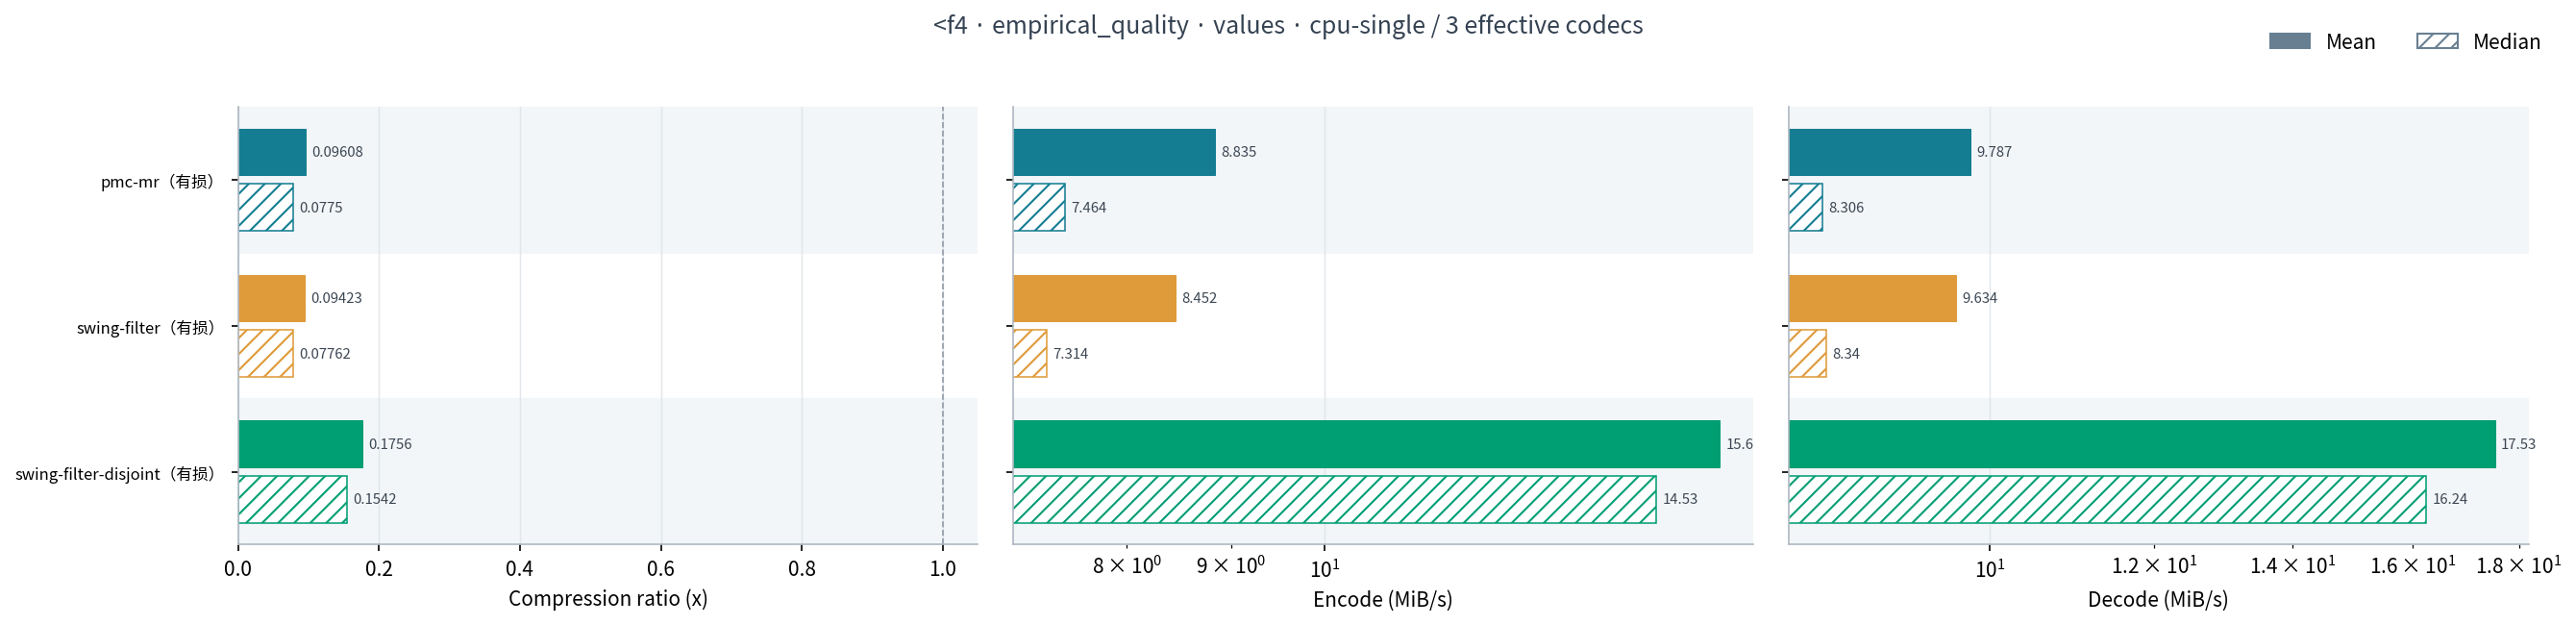 <f4 · empirical_quality · values · cpu-single / 3 effective codecs
Mean
Median
pmc-mr（有损）
swing-filter（有损）
swing-filter-disjoint（有损）
0.09608
0.0775
0.09423
0.07762
0.1756
0.1542
0.0
0.2
0.4
0.6
0.8
1.0
Compression ratio (x)
8.835
7.464
8.452
7.314
15.6
14.53
8 × 10⁰
9 × 10⁰
10¹
Encode (MiB/s)
9.787
8.306
9.634
8.34
17.53
16.24
10¹
1.2 × 10¹
1.4 × 10¹
1.6 × 10¹
1.8 × 10¹
Decode (MiB/s)